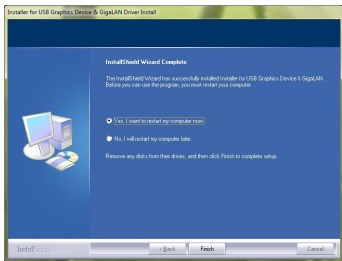 Installer for USB Graphics Device & GigaLAN Driver Install
InstallShield Wizard Complete
The InstallShield Wizard has successfully installed Installer for USB Graphics Device & GigaLAN.
Before you can use the program, you must restart your computer.
Yes, I want to restart my computer now.
No, I will restart my computer later.
Remove any disks from their drives, and then click Finish to complete setup.
InstallShield
< Back
Finish
Cancel